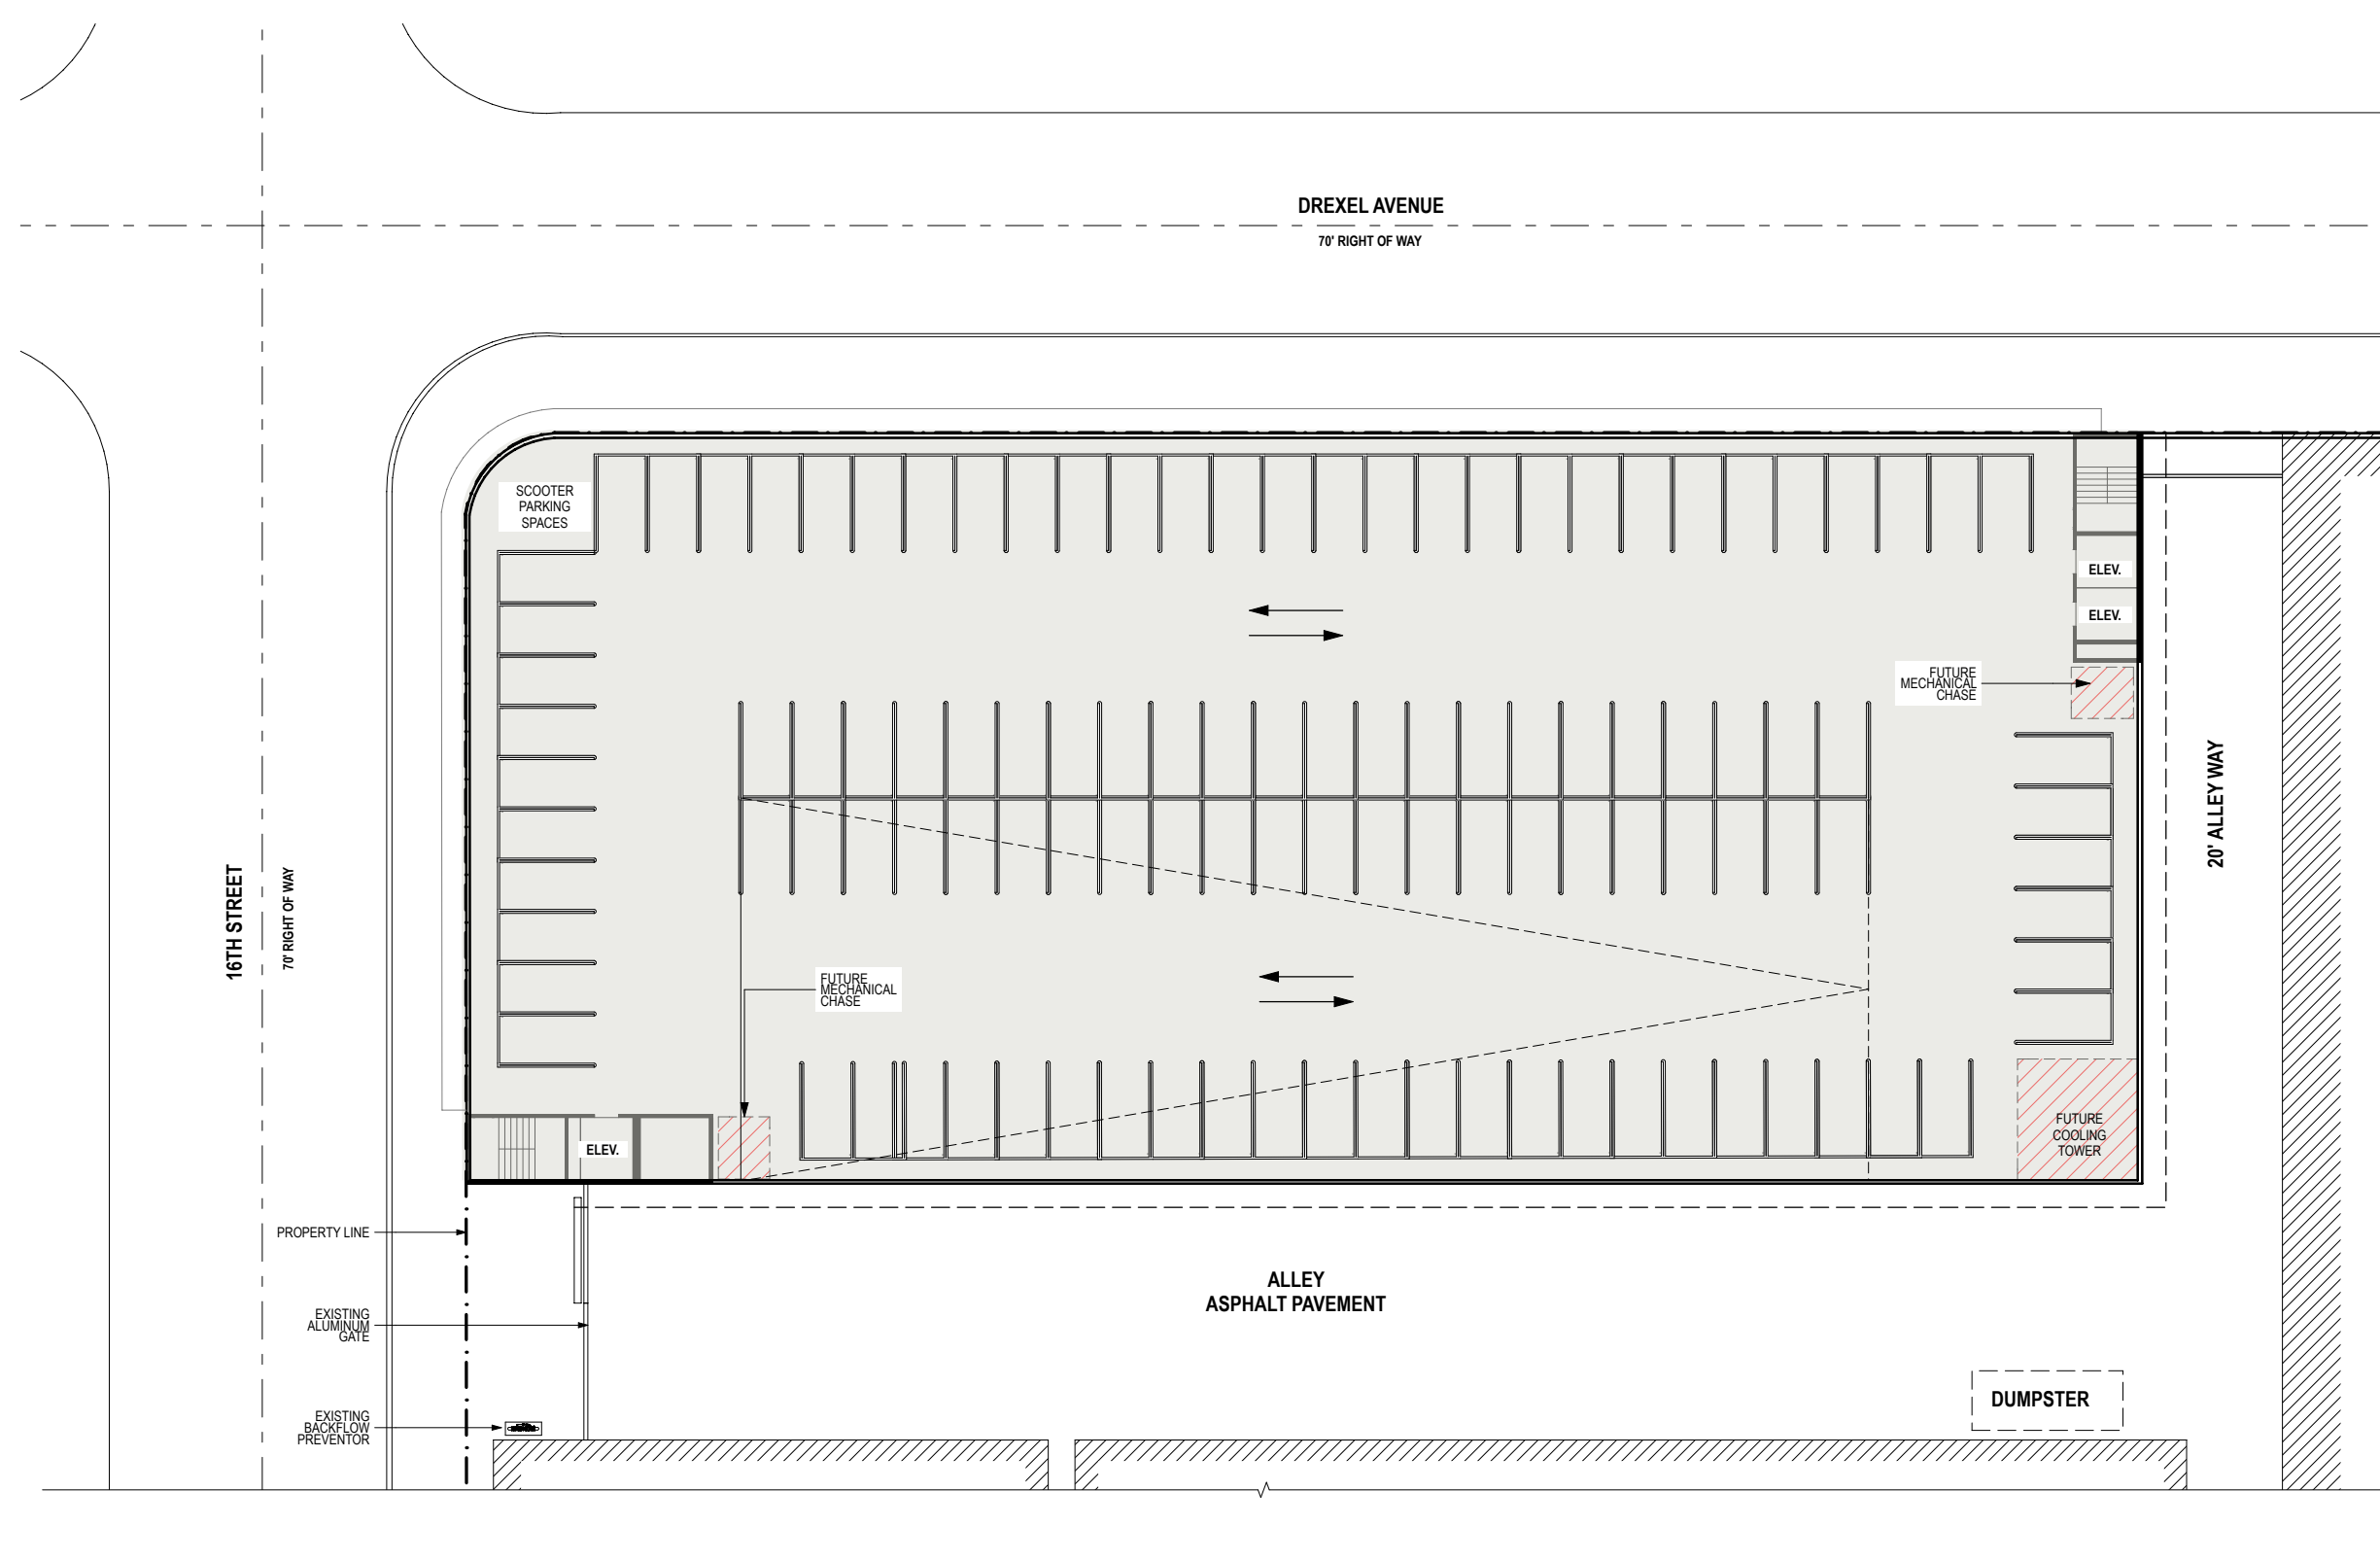 DREXEL AVENUE
70' RIGHT OF WAY
SCOOTER
PARKING
SPACES
ELEV.
ELEV.
FUTURE
MECHANICAL
CHASE
20' ALLEY WAY
16TH STREET
70' RIGHT OF WAY
FUTURE
MECHANICAL
CHASE
ELEV.
FUTURE
COOLING
TOWER
PROPERTY LINE
ALLEY
ASPHALT PAVEMENT
EXISTING
ALUMINUM
GATE
DUMPSTER
EXISTING
BACKFLOW
PREVENTOR